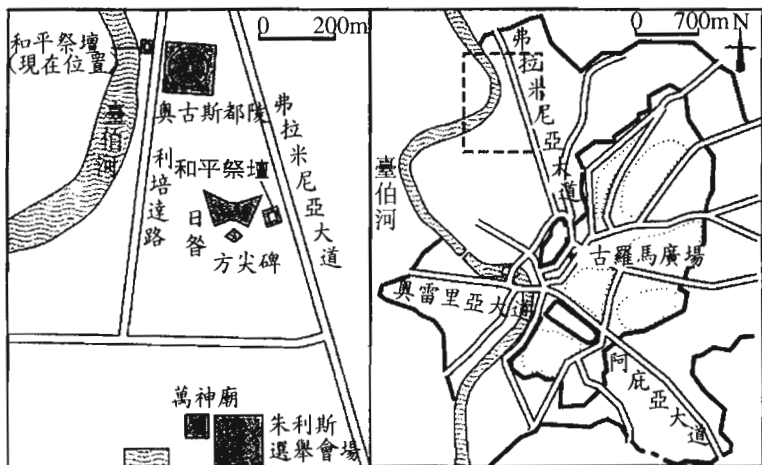 和平祭壇
(現在位置)
200m
奧古斯都陵
臺伯河
利培達路
弗拉米尼亞大道
和平祭壇
日晷
方尖碑
萬神廟
朱利斯
選舉會場
0 700m N
弗拉米尼亞大道
臺伯河
古羅馬廣場
奧雷里亞大道
阿庇亞大道